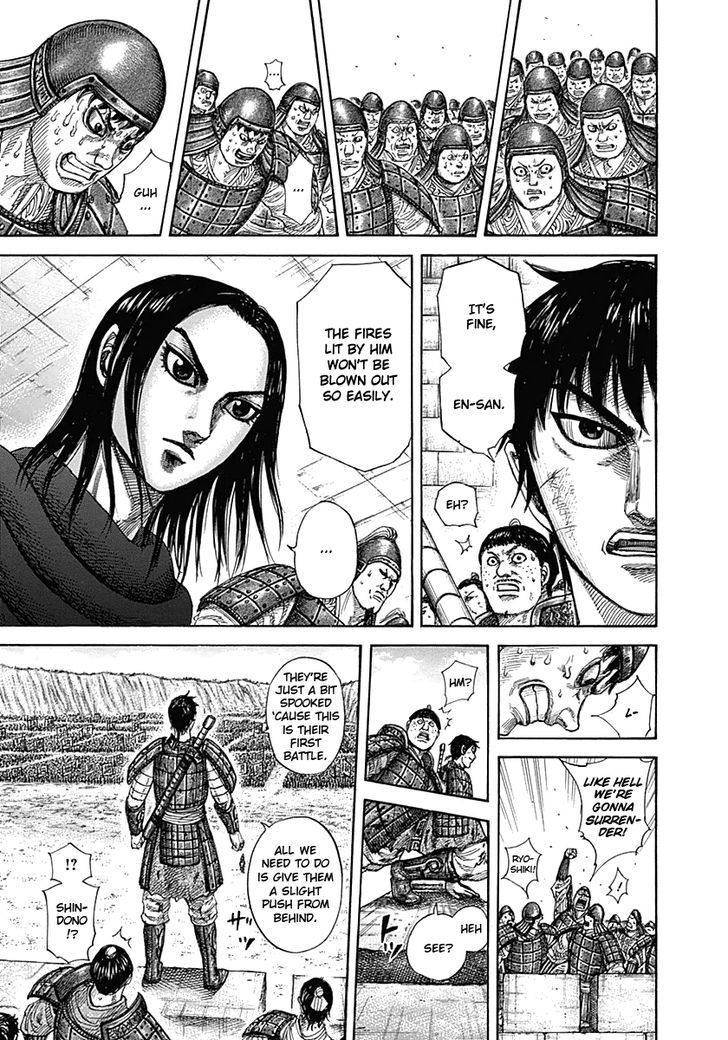 ...
...
GUH
...
IT'S
FINE,
EN-SAN.
EH?
THE FIRES
LIT BY HIM
WON'T BE
BLOWN OUT
SO EASILY.
...
L-
LIKE HELL
WE'RE
GONNA
SURREN-
DER!
RYO-
SHIKI!
!
HM?
HEH
SEE?
THEY'RE
JUST A BIT
SPOOKED
'CAUSE THIS
IS THEIR
FIRST
BATTLE.
ALL WE
NEED TO DO
IS GIVE THEM
A SLIGHT
PUSH FROM
BEHIND.
ザッ
!?
SHIN-
DONO
!?